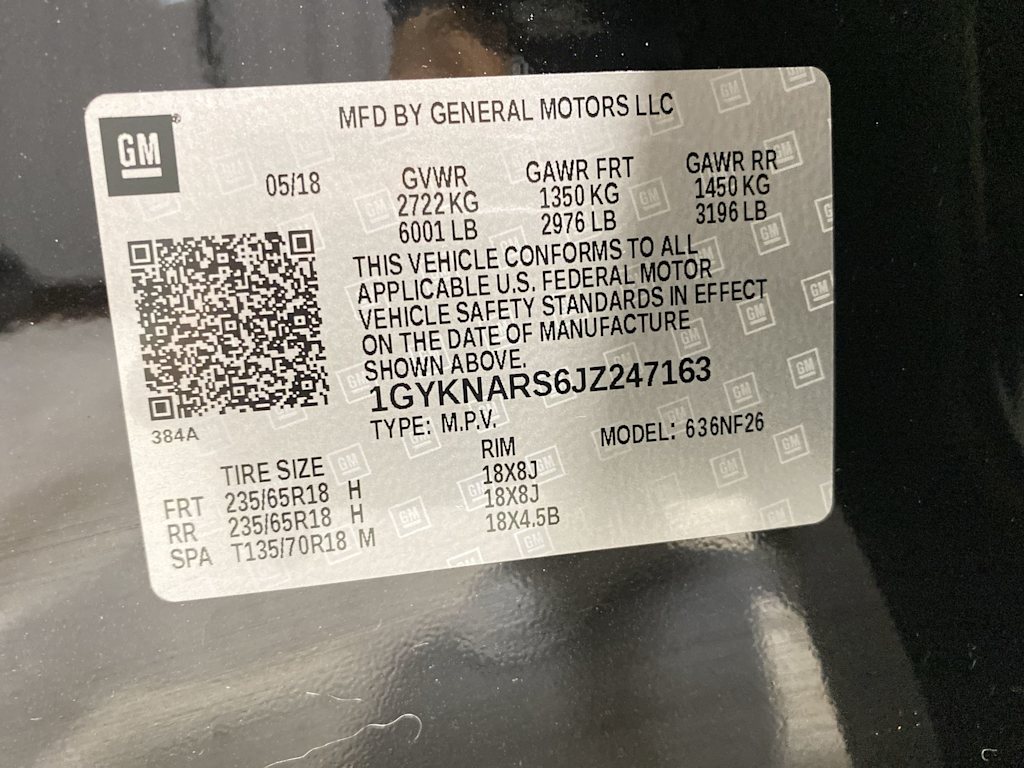 GM
MFD BY GENERAL MOTORS LLC
05/18
GVWR GAWR FRT GAWR RR
2722 KG 1350 KG 1450 KG
6001 LB 2976 LB 3196 LB
THIS VEHICLE CONFORMS TO ALL
APPLICABLE U.S. FEDERAL MOTOR
VEHICLE SAFETY STANDARDS IN EFFECT
ON THE DATE OF MANUFACTURE
SHOWN ABOVE.
1GYKNARS6JZ247163
TYPE: M.P.V. MODEL: 636NF26
384A
TIRE SIZE RIM
FRT 235/65R18 H 18X8J
RR 235/65R18 H 18X8J
SPA T135/70R18 M 18X4.5B